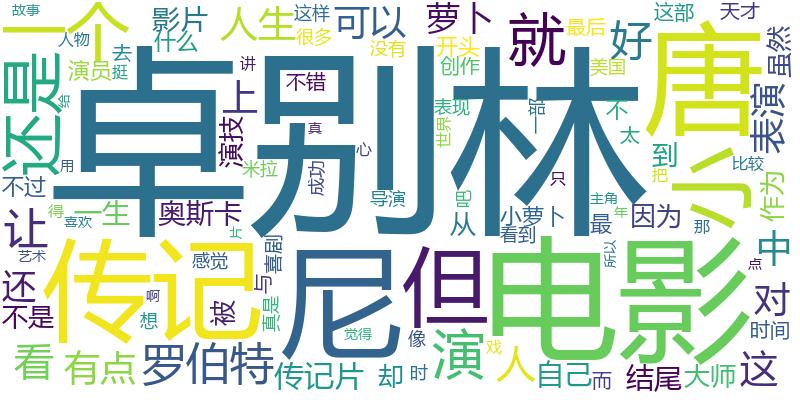 故事
一个
影片
人生
这样
很多
可以
没有
萝卜
开头
就
最后
好
这部
天才
人物
什么
演员
去
挺
讲
不错
创作
美国
唐
虽然
还是
卓别林
上
演技
真
成功
心
米拉
表现
世界
一部
不
太
到
小
表演
比较
给
用
不过
得
喜欢
一生
奥斯卡
导演
吧
从
只
小萝卜
看到
主角
年
最
因为
把
那
作为
让
艺术
片
传记
感觉
被
与
喜剧
真是
尼
但
电影
所以
点
中
还
不是
啊
想
觉得
像
对
时间
看
有点
罗伯特
传记片
却
时
演
戏
人
自己
而
结尾
大师
这